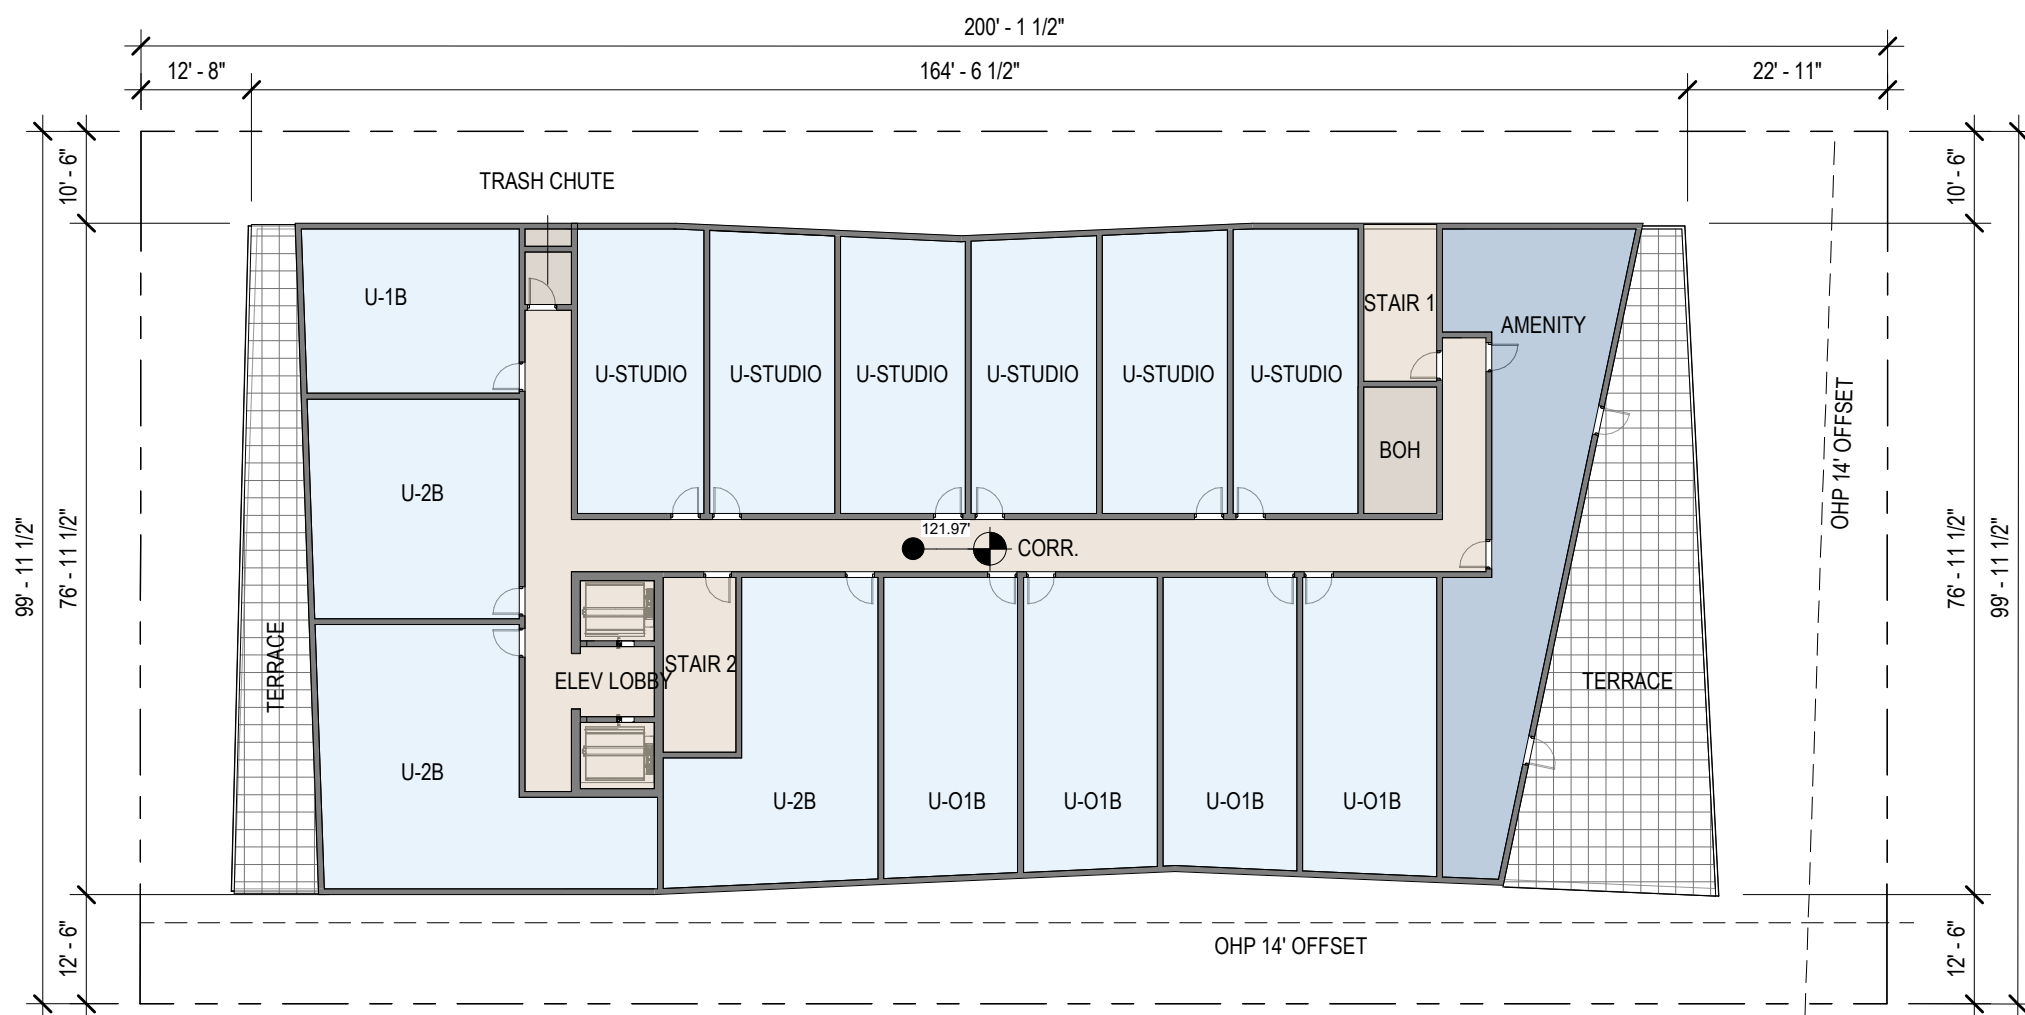 200' - 1 1/2"
12' - 8"
164' - 6 1/2"
22' - 11"
10' - 6"
10' - 6"
TRASH CHUTE
U-1B
STAIR 1
AMENITY
U-STUDIO
U-STUDIO
U-STUDIO
U-STUDIO
U-STUDIO
U-STUDIO
BOH
OHP 14' OFFSET
U-2B
121.97'
CORR.
99' - 11 1/2"
76' - 11 1/2"
76' - 11 1/2"
99' - 11 1/2"
TERRACE
ELEV LOBBY
STAIR 2
TERRACE
U-2B
U-2B
U-O1B
U-O1B
U-O1B
U-O1B
12' - 6"
12' - 6"
OHP 14' OFFSET